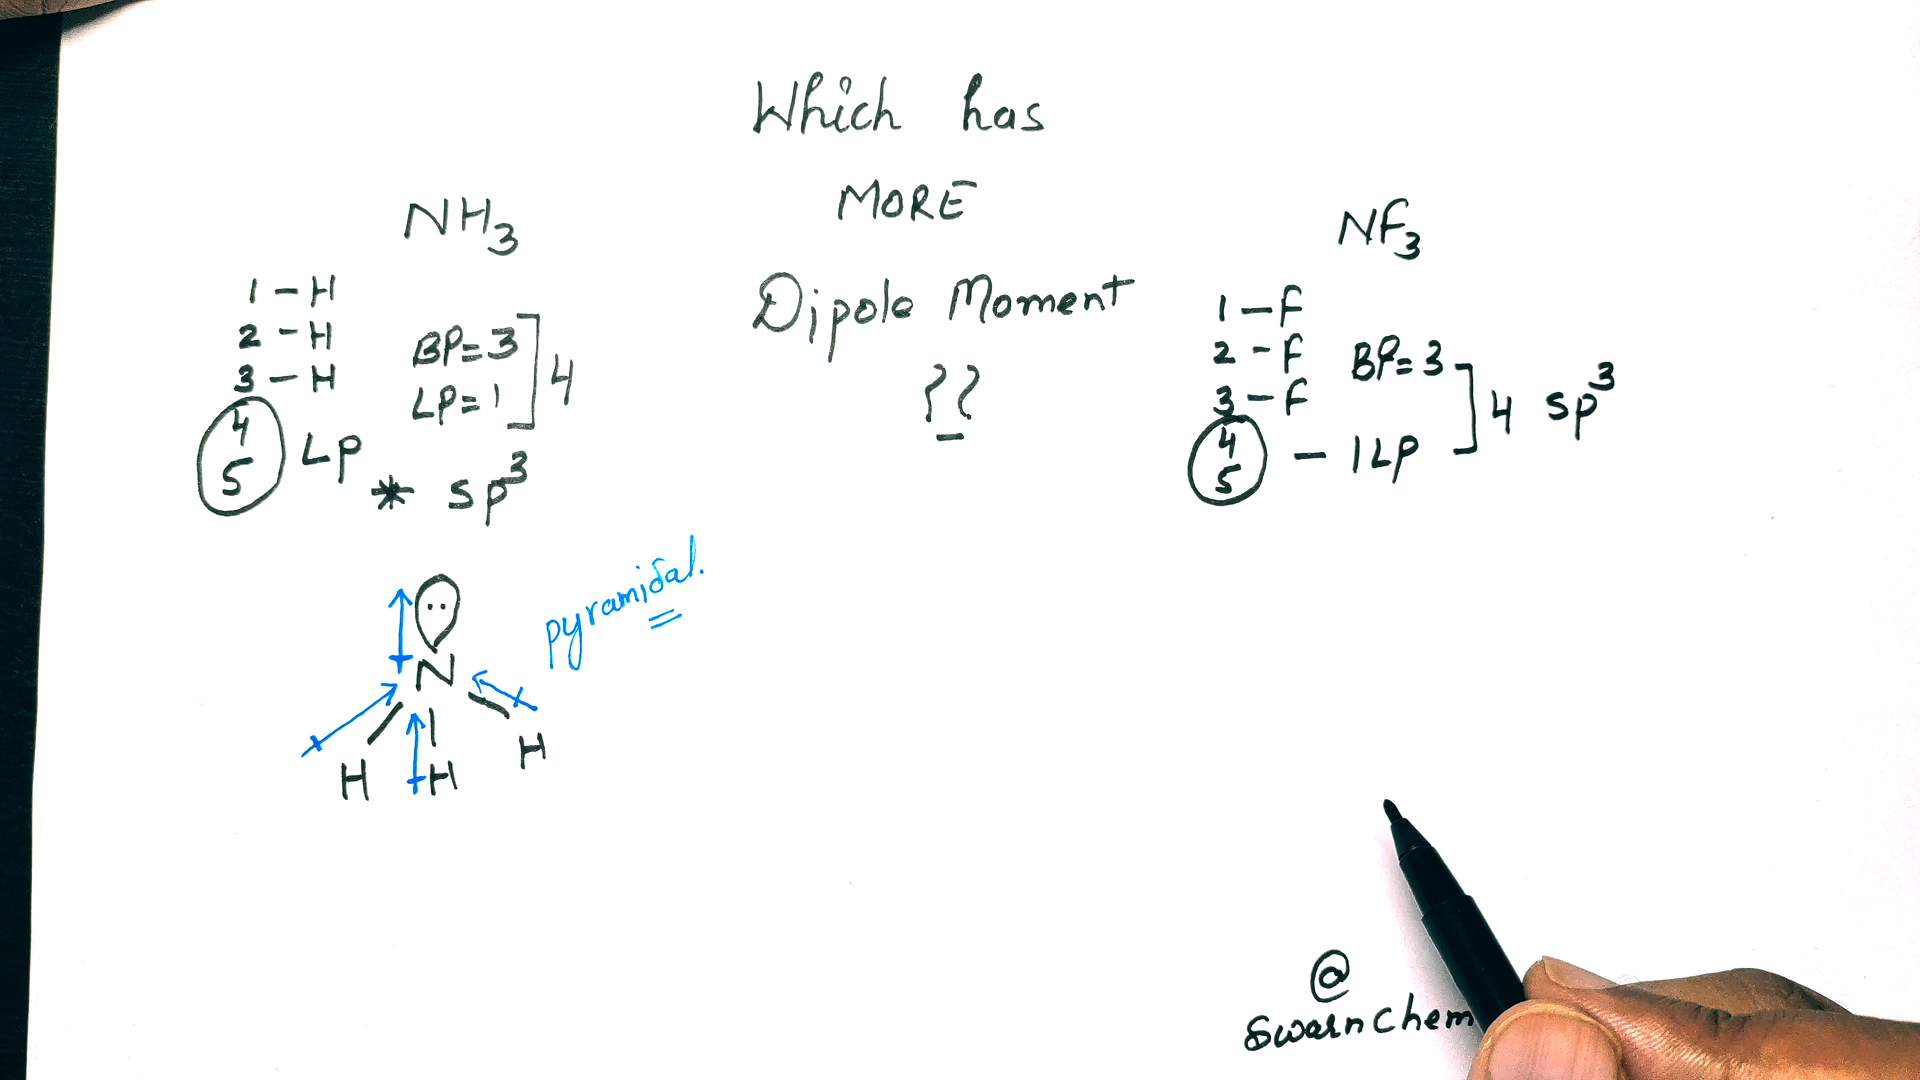 Which has
MORE
Dipole Moment
??
NH3
1 - H
2 - H
3 - H
4
5
LP
BP = 3
LP = 1
4
* sp3
pyramidal.
N
H
H
H
NF3
1 - F
2 - F
3 - F
4
5
- 1LP
BP = 3
4 sp3
@
Swarnchem